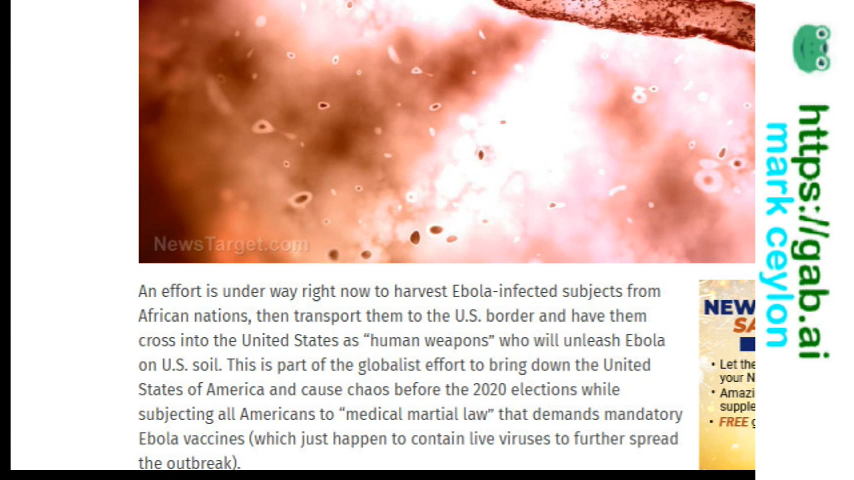 NewsTarget.com
An effort is under way right now to harvest Ebola-infected subjects from
African nations, then transport them to the U.S. border and have them
cross into the United States as “human weapons” who will unleash Ebola
on U.S. soil. This is part of the globalist effort to bring down the United
States of America and cause chaos before the 2020 elections while
subjecting all Americans to “medical martial law” that demands mandatory
Ebola vaccines (which just happen to contain live viruses to further spread
the outbreak).
NEW
SA
• Let the
your N
• Amazi
supple
• FREE g
https://gab.ai
mark ceylon